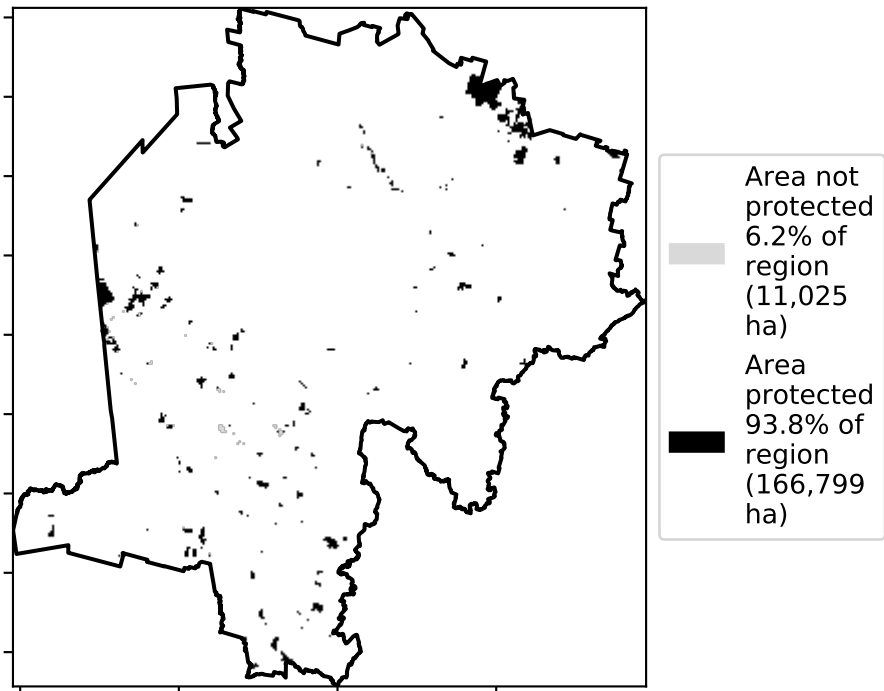 Area not
protected
6.2% of
region
(11,025
ha)
Area
protected
93.8% of
region
(166,799
ha)